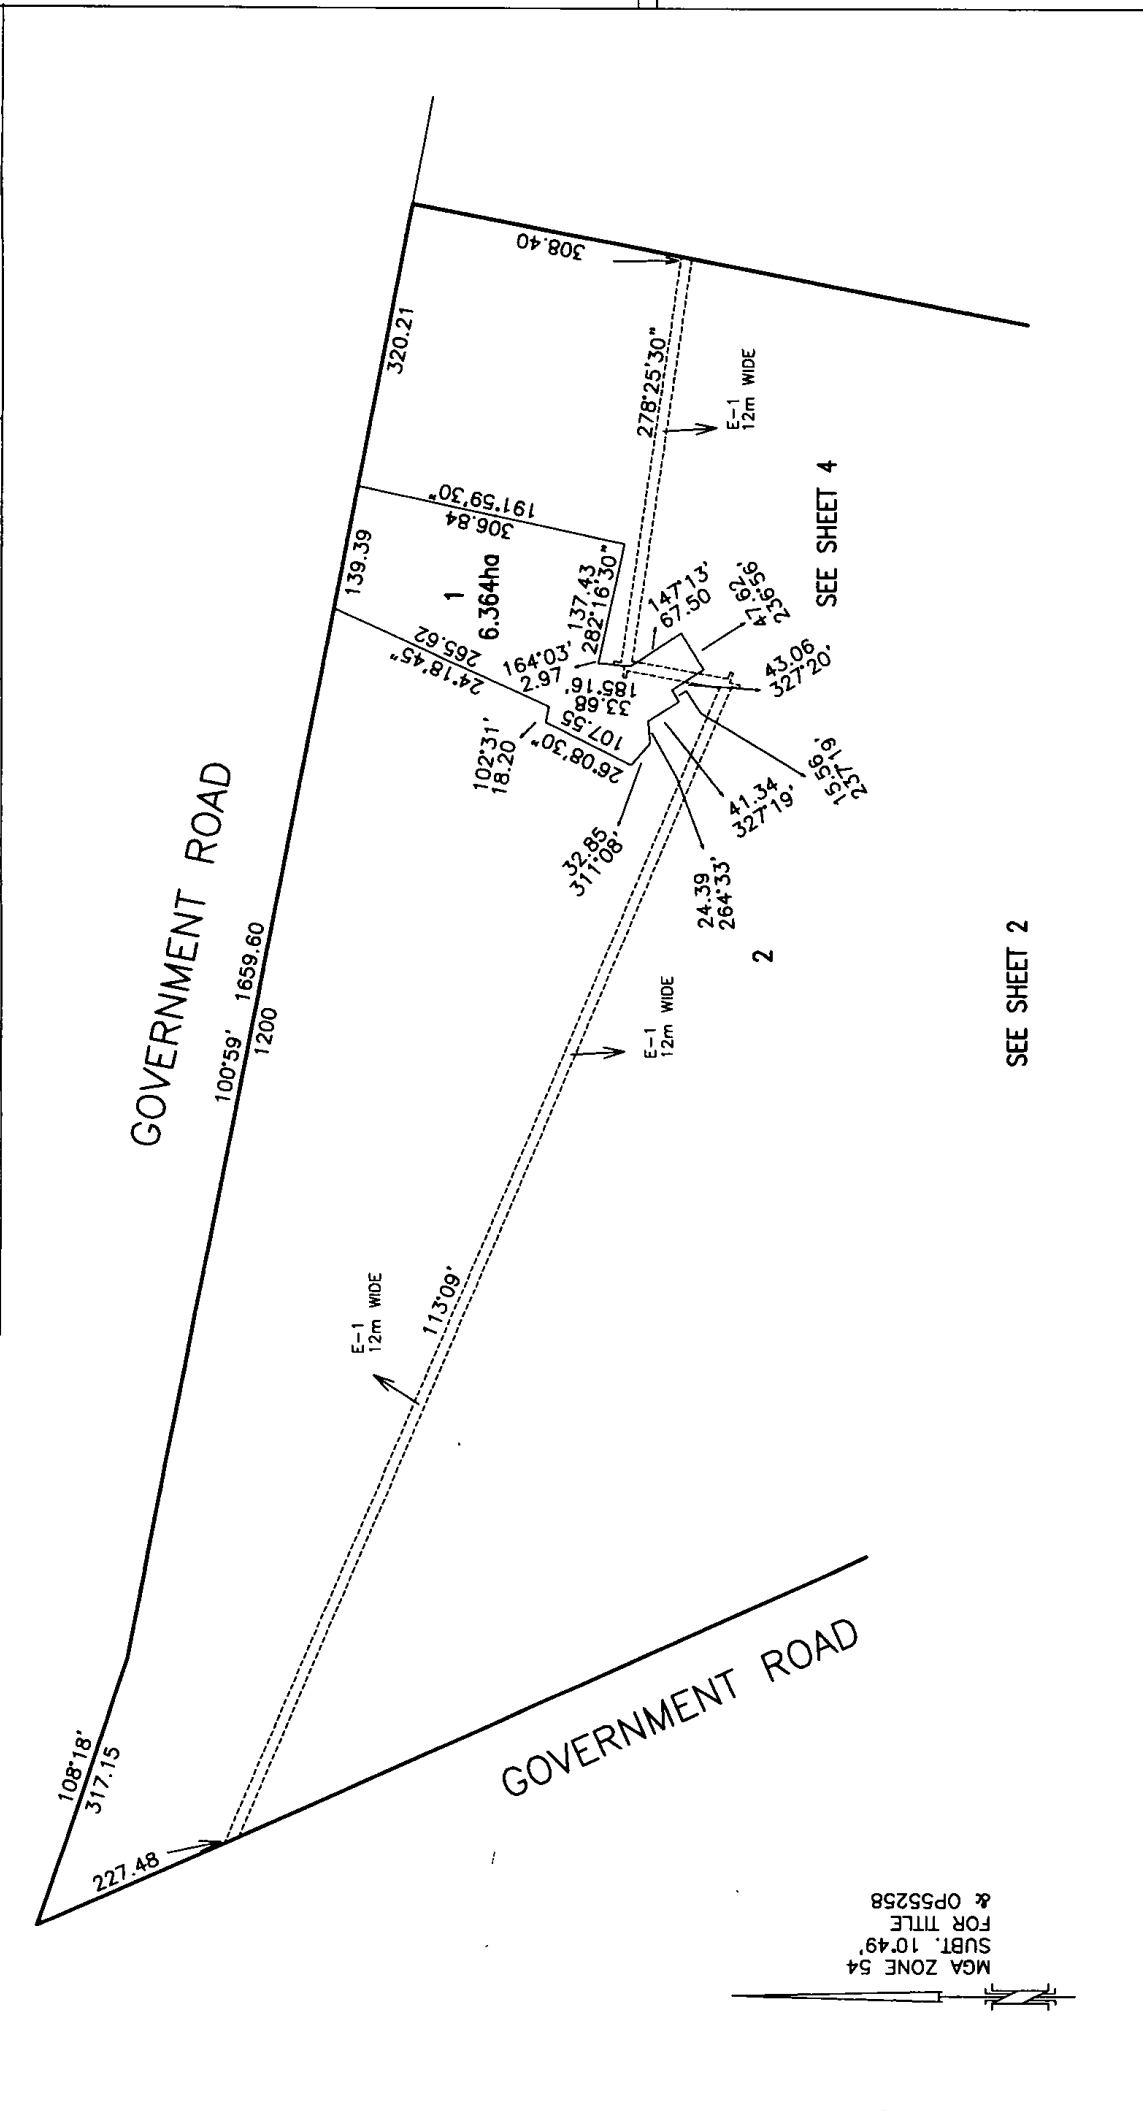 GOVERNMENT ROAD
108°18'
317.15
227.48
100°59' 1659.60
1200
139.39
320.21
308.40
24°18'45"
265.62
1
6.364ha
191°59'30"
306.84
137.43
282°16'30"
164°03'
2.97
185°16'
33.68
102°31'
18.20
26°08'30"
107.55
32.85
311°08'
24.39
264°33'
41.34
327°19'
15.56
237°19'
43.06
327°20'
47.62
236°56'
147°13'
67.50
278°25'30"
E-1
12m WIDE
E-1
12m WIDE
E-1
12m WIDE
113°09'
2
SEE SHEET 4
SEE SHEET 2
GOVERNMENT ROAD
MGA ZONE 54
SUBT. 10°49'
FOR TITLE
& OP55258